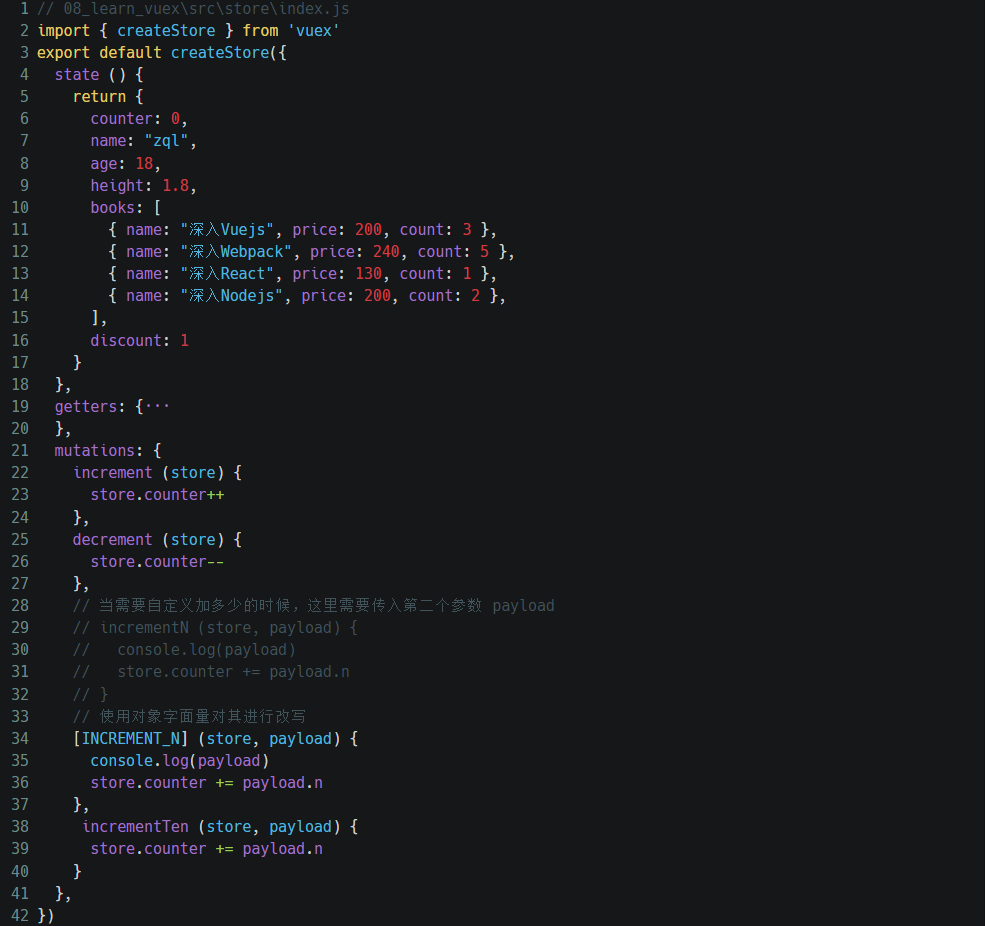 1 // 08_learn_vuex\src\store\index.js
2 import { createStore } from 'vuex'
3 export default createStore({
4   state () {
5     return {
6       counter: 0,
7       name: "zql",
8       age: 18,
9       height: 1.8,
10       books: [
11         { name: "深入Vuejs", price: 200, count: 3 },
12         { name: "深入Webpack", price: 240, count: 5 },
13         { name: "深入React", price: 130, count: 1 },
14         { name: "深入Nodejs", price: 200, count: 2 },
15       ],
16       discount: 1
17     }
18   },
19   getters: {···
20   },
21   mutations: {
22     increment (store) {
23       store.counter++
24     },
25     decrement (store) {
26       store.counter--
27     },
28     // 当需要自定义加多少的时候，这里需要传入第二个参数 payload
29     // incrementN (store, payload) {
30     //   console.log(payload)
31     //   store.counter += payload.n
32     // }
33     // 使用对象字面量对其进行改写
34     [INCREMENT_N] (store, payload) {
35       console.log(payload)
36       store.counter += payload.n
37     },
38      incrementTen (store, payload) {
39       store.counter += payload.n
40     }
41   },
42 })